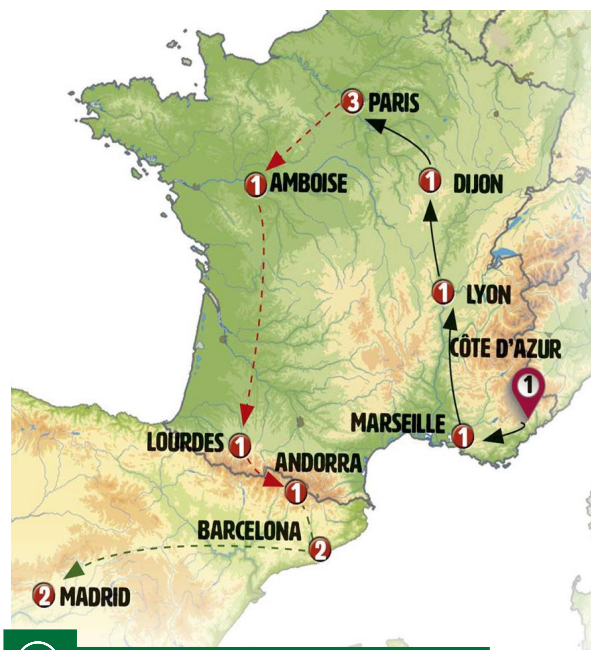 3 PARIS
1 AMBOISE
1 DIJON
1 LYON
CÔTE D'AZUR
1
MARSEILLE 1
LOURDES 1
ANDORRA
1
BARCELONA
2
2 MADRID